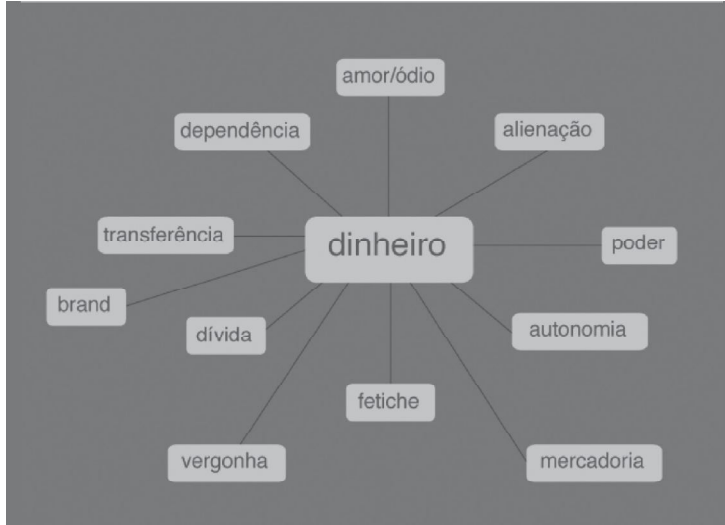 amor/ódio
dependência
alienação
transferência
dinheiro
poder
brand
dívida
autonomia
fetiche
vergonha
mercadoria